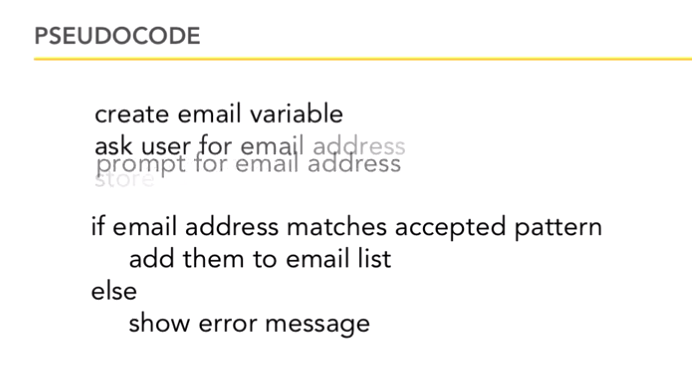 PSEUDOCODE
create email variable
ask user for email address
prompt for email address
store
if email address matches accepted pattern
add them to email list
else
show error message